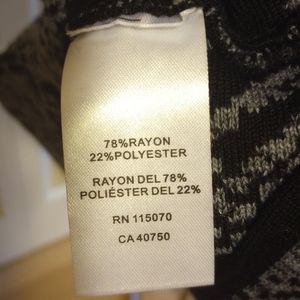 78%RAYON
22%POLYESTER
RAYON DEL 78%
POLIÉSTER DEL 22%
RN 115070
CA 40750